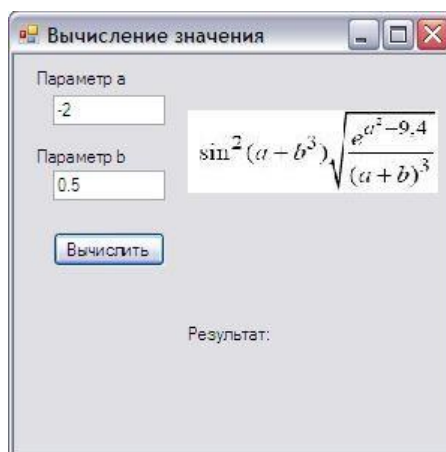 Вычисление значения
Параметр a
-2
Параметр b
0.5
sin²(a + b³)√(e^(a²−9,4)/(a + b)³)
Вычислить
Результат: